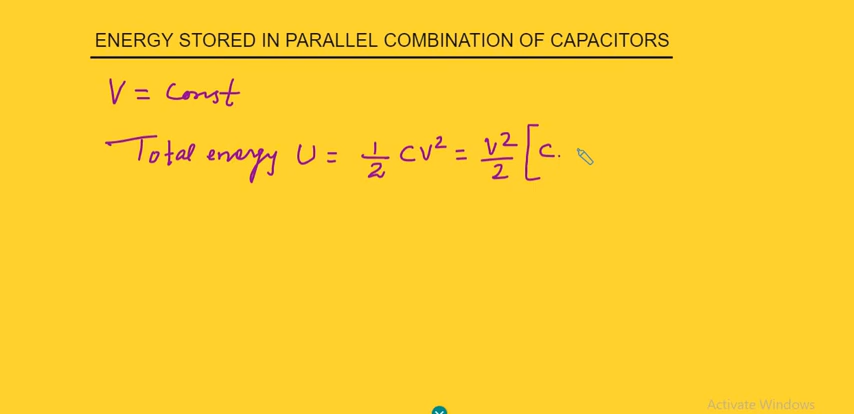 ENERGY STORED IN PARALLEL COMBINATION OF CAPACITORS
V = Const
Total energy U = 1/2 CV² = V²/2 [C.
Activate Windows